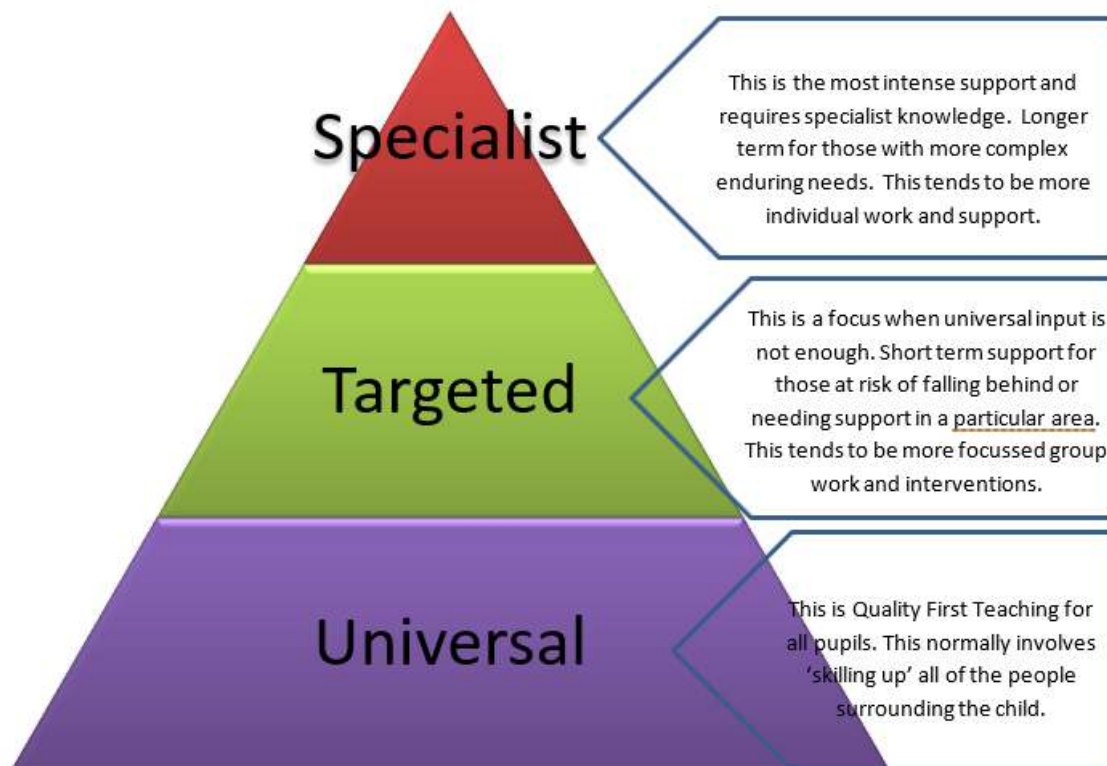 Specialist
This is the most intense support and
requires specialist knowledge. Longer
term for those with more complex
enduring needs. This tends to be more
individual work and support.
Targeted
This is a focus when universal input is
not enough. Short term support for
those at risk of falling behind or
needing support in a particular area.
This tends to be more focussed group
work and interventions.
Universal
This is Quality First Teaching for
all pupils. This normally involves
‘skilling up’ all of the people
surrounding the child.